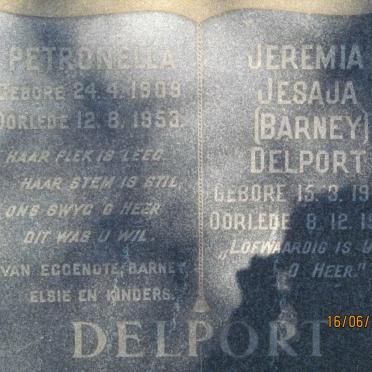 PETRONELLA
GEBORE 24.4.1909
OORLEDE 12.8.1953.
HAAR PLEK IS LEEG.
HAAR STEM IS STIL,
ONS SWYG O HEER
DIT WAS U WIL.
VAN EGGENOTE, BARNEY,
ELSIE EN KINDERS.
JEREMIA
JESAJA
(BARNEY)
DELPORT
GEBORE 15.3.19
OORLEDE 8.12.19
„LOFWAARDIG IS U
O HEER."
DELPORT
16/06/